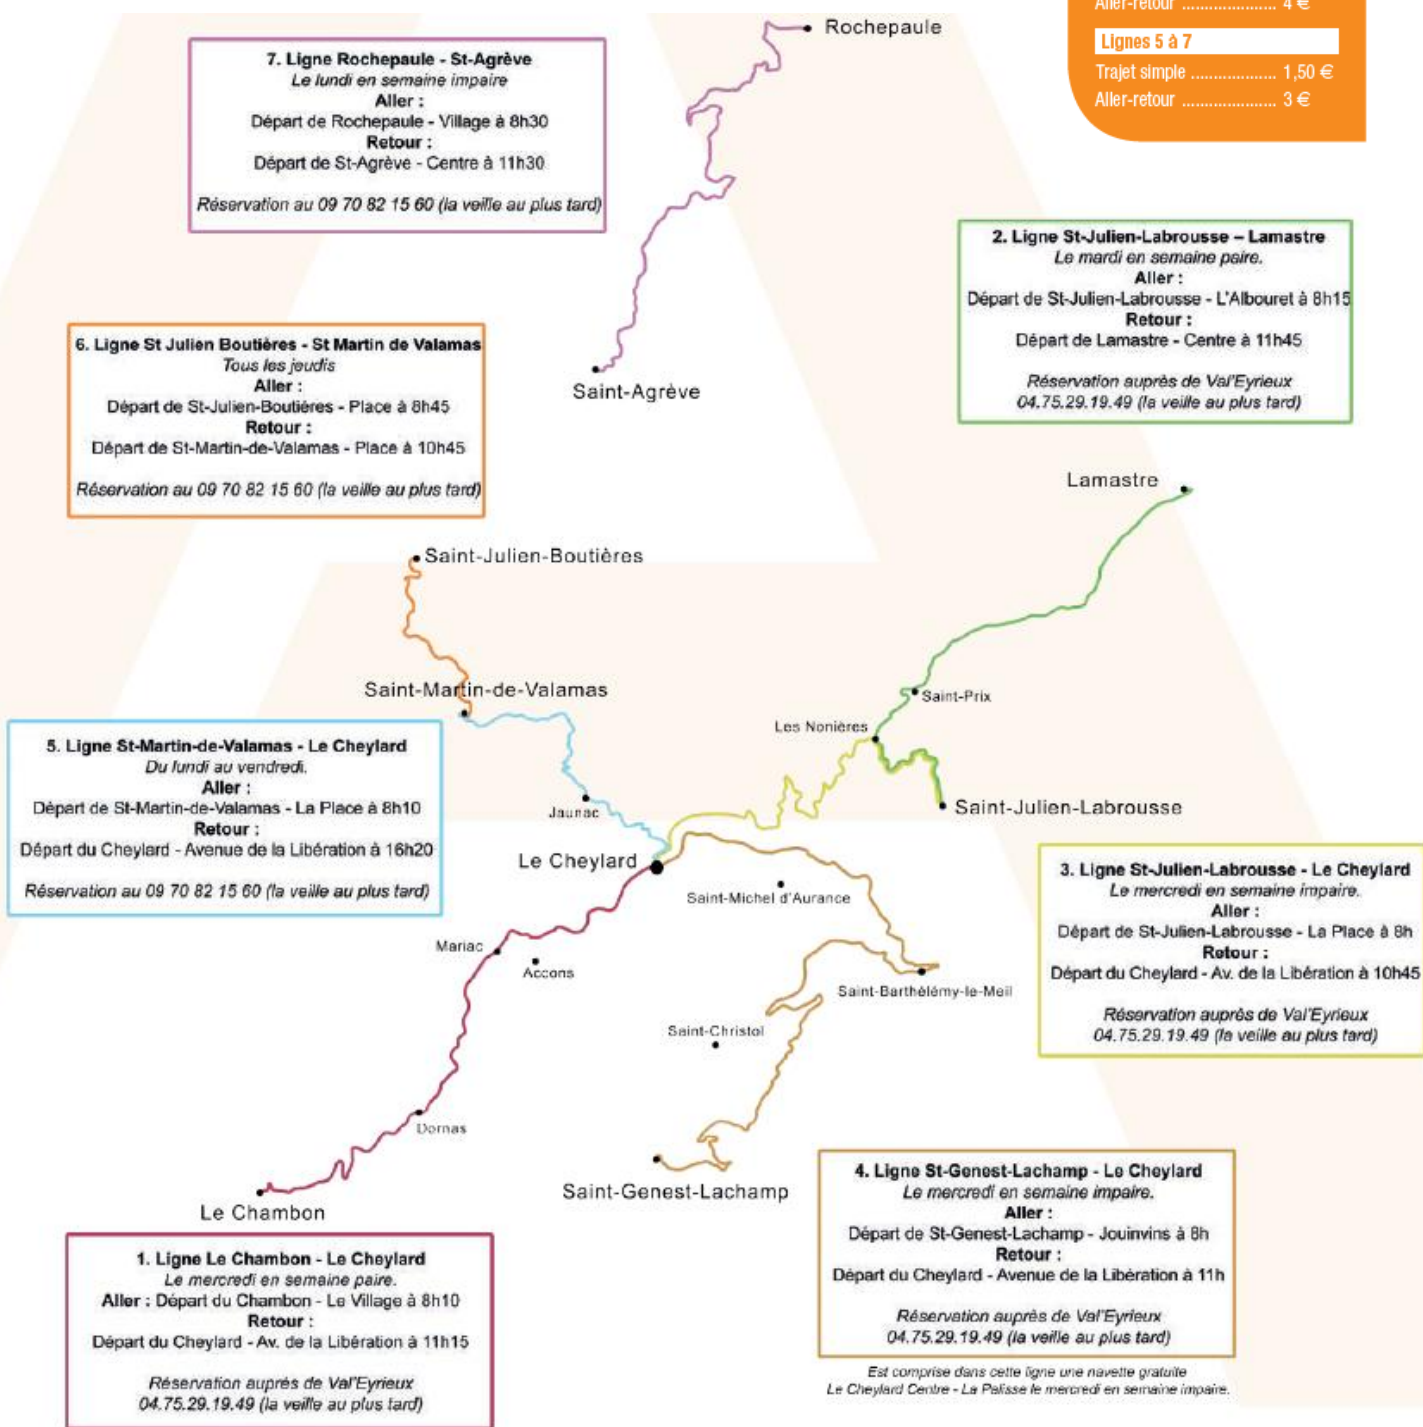 Aller-retour ..................... 4 €
Lignes 5 à 7
Trajet simple ................... 1,50 €
Aller-retour ..................... 3 €
Rochepaule
7. Ligne Rochepaule - St-Agrève
Le lundi en semaine impaire
Aller :
Départ de Rochepaule - Village à 8h30
Retour :
Départ de St-Agrève - Centre à 11h30
Réservation au 09 70 82 15 60 (la veille au plus tard)
2. Ligne St-Julien-Labrousse – Lamastre
Le mardi en semaine paire.
Aller :
Départ de St-Julien-Labrousse - L'Albouret à 8h15
Retour :
Départ de Lamastre - Centre à 11h45
Réservation auprès de Val'Eyrieux
04.75.29.19.49 (la veille au plus tard)
6. Ligne St Julien Boutières - St Martin de Valamas
Tous les jeudis
Aller :
Départ de St-Julien-Boutières - Place à 8h45
Retour :
Départ de St-Martin-de-Valamas - Place à 10h45
Réservation au 09 70 82 15 60 (la veille au plus tard)
Saint-Agrève
Lamastre
Saint-Julien-Boutières
Saint-Martin-de-Valamas
Saint-Prix
Les Nonières
5. Ligne St-Martin-de-Valamas - Le Cheylard
Du lundi au vendredi.
Aller :
Départ de St-Martin-de-Valamas - La Place à 8h10
Retour :
Départ du Cheylard - Avenue de la Libération à 16h20
Réservation au 09 70 82 15 60 (la veille au plus tard)
Jaunac
Saint-Julien-Labrousse
Le Cheylard
Saint-Michel d'Aurance
3. Ligne St-Julien-Labrousse - Le Cheylard
Le mercredi en semaine impaire.
Aller :
Départ de St-Julien-Labrousse - La Place à 8h
Retour :
Départ du Cheylard - Av. de la Libération à 10h45
Réservation auprès de Val'Eyrieux
04.75.29.19.49 (la veille au plus tard)
Mariac
Accons
Saint-Barthélémy-le-Meil
Saint-Christol
Dornas
Saint-Genest-Lachamp
Le Chambon
4. Ligne St-Genest-Lachamp - Le Cheylard
Le mercredi en semaine impaire.
Aller :
Départ de St-Genest-Lachamp - Jouinvins à 8h
Retour :
Départ du Cheylard - Avenue de la Libération à 11h
Réservation auprès de Val'Eyrieux
04.75.29.19.49 (la veille au plus tard)
Est comprise dans cette ligne une navette gratuite
Le Cheylard Centre - La Palisse le mercredi en semaine impaire.
1. Ligne Le Chambon - Le Cheylard
Le mercredi en semaine paire.
Aller : Départ du Chambon - Le Village à 8h10
Retour :
Départ du Cheylard - Av. de la Libération à 11h15
Réservation auprès de Val'Eyrieux
04.75.29.19.49 (la veille au plus tard)